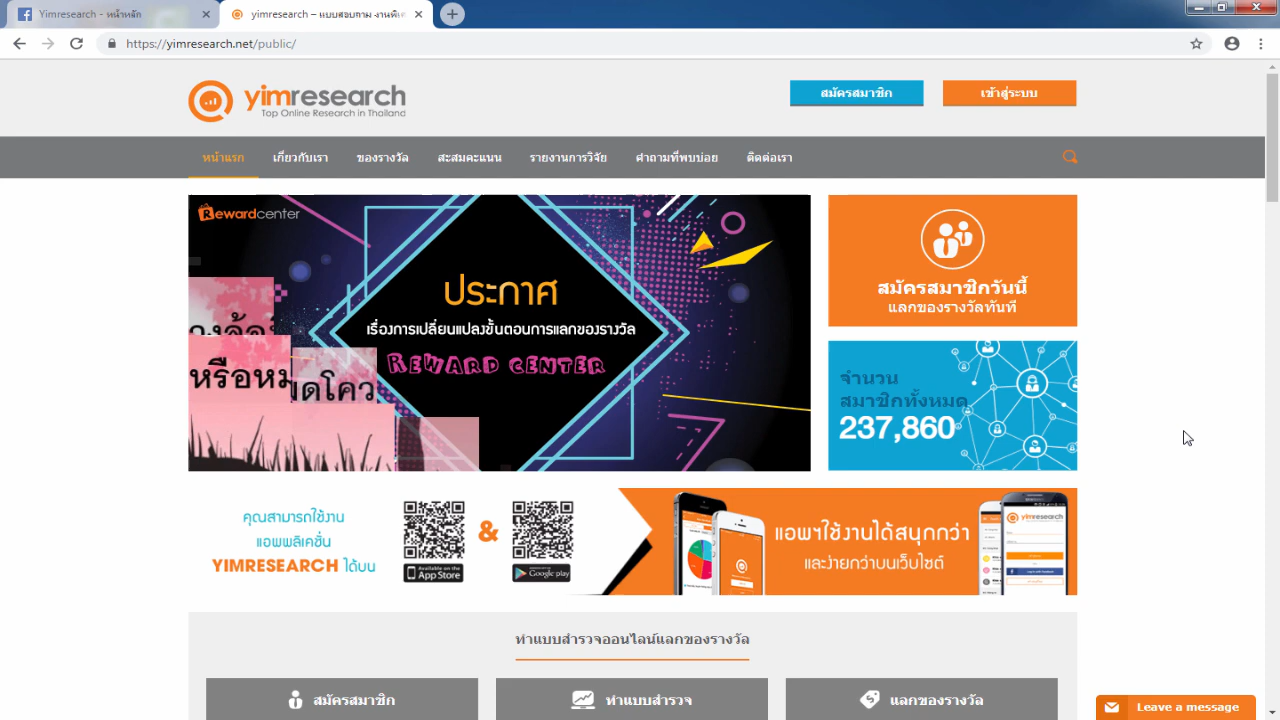 Yimresearch - หน้าหลัก
yimresearch – แบบสอบถาม งานพิเศ
https://yimresearch.net/public/
yimresearch
Top Online Research in Thailand
สมัครสมาชิก
เข้าสู่ระบบ
หน้าแรก
เกี่ยวกับเรา
ของรางวัล
สะสมคะแนน
รายงานการวิจัย
คำถามที่พบบ่อย
ติดต่อเรา
Rewardcenter
ประกาศ
เรื่องการเปลี่ยนแปลงขั้นตอนการแลกของรางวัล
REWARD CENTER
สมัครสมาชิกวันนี้
แลกของรางวัลทันที
จำนวน
สมาชิกทั้งหมด
237,860
คุณสามารถใช้งาน
แอพพลิเคชั่น
YIMRESEARCH ได้บน
&
Available on the
App Store
Google play
แอพฯใช้งานได้สนุกกว่า
และง่ายกว่าบนเว็บไซต์
yimresearch
ทำแบบสำรวจออนไลน์แลกของรางวัล
สมัครสมาชิก
ทำแบบสำรวจ
แลกของรางวัล
Leave a message